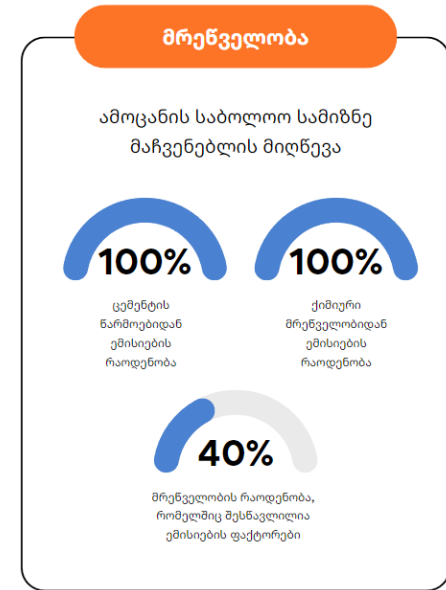 მრეწველობა
ამოცანის საბოლოო სამიზნე
მაჩვენებლის მიღწევა
100%
ცემენტის
წარმოებიდან
ემისიების
რაოდენობა
100%
ქიმიური
მრეწველობიდან
ემისიების
რაოდენობა
40%
მრეწველობის რაოდენობა,
რომელშიც შესწავლილია
ემისიების ფაქტორები